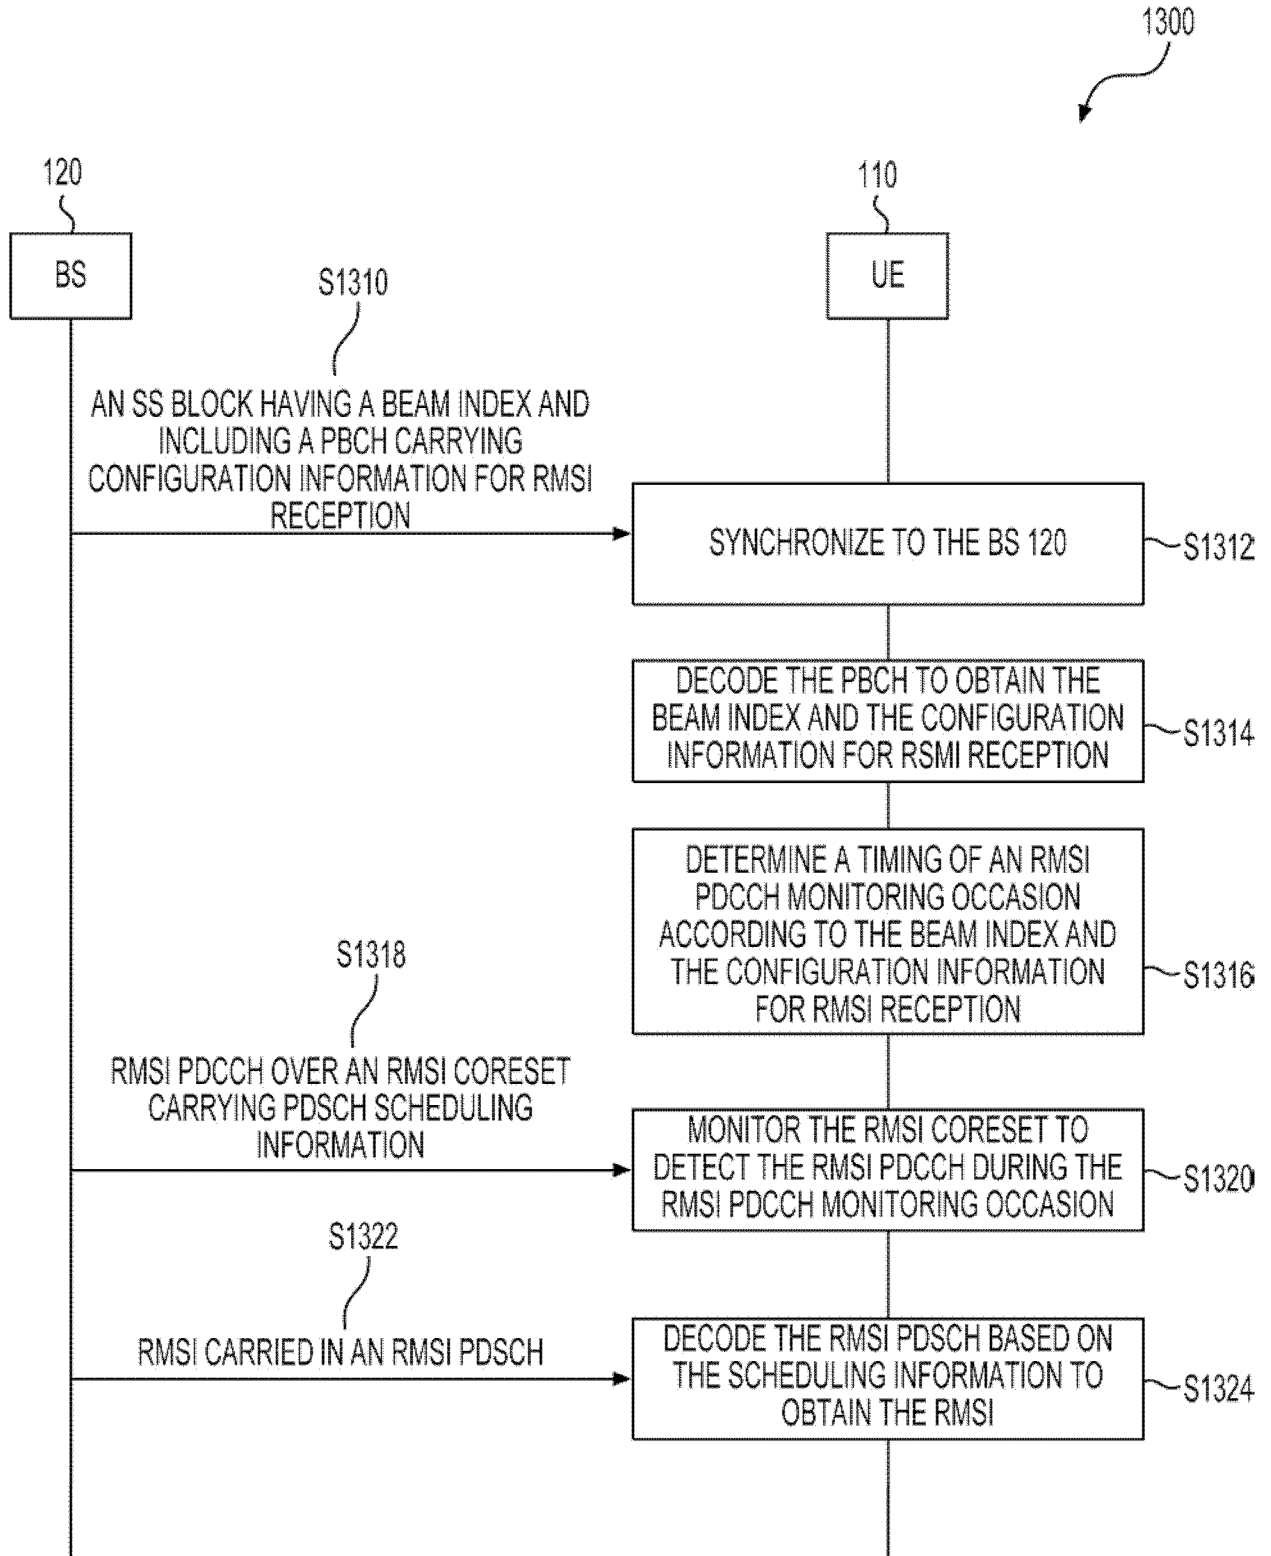 1300
120
110
BS
UE
S1310
AN SS BLOCK HAVING A BEAM INDEX AND
INCLUDING A PBCH CARRYING
CONFIGURATION INFORMATION FOR RMSI
RECEPTION
SYNCHRONIZE TO THE BS 120
S1312
DECODE THE PBCH TO OBTAIN THE
BEAM INDEX AND THE CONFIGURATION
INFORMATION FOR RSMI RECEPTION
S1314
DETERMINE A TIMING OF AN RMSI
PDCCH MONITORING OCCASION
ACCORDING TO THE BEAM INDEX AND
THE CONFIGURATION INFORMATION
FOR RMSI RECEPTION
S1316
S1318
RMSI PDCCH OVER AN RMSI CORESET
CARRYING PDSCH SCHEDULING
INFORMATION
MONITOR THE RMSI CORESET TO
DETECT THE RMSI PDCCH DURING THE
RMSI PDCCH MONITORING OCCASION
S1320
S1322
RMSI CARRIED IN AN RMSI PDSCH
DECODE THE RMSI PDSCH BASED ON
THE SCHEDULING INFORMATION TO
OBTAIN THE RMSI
S1324